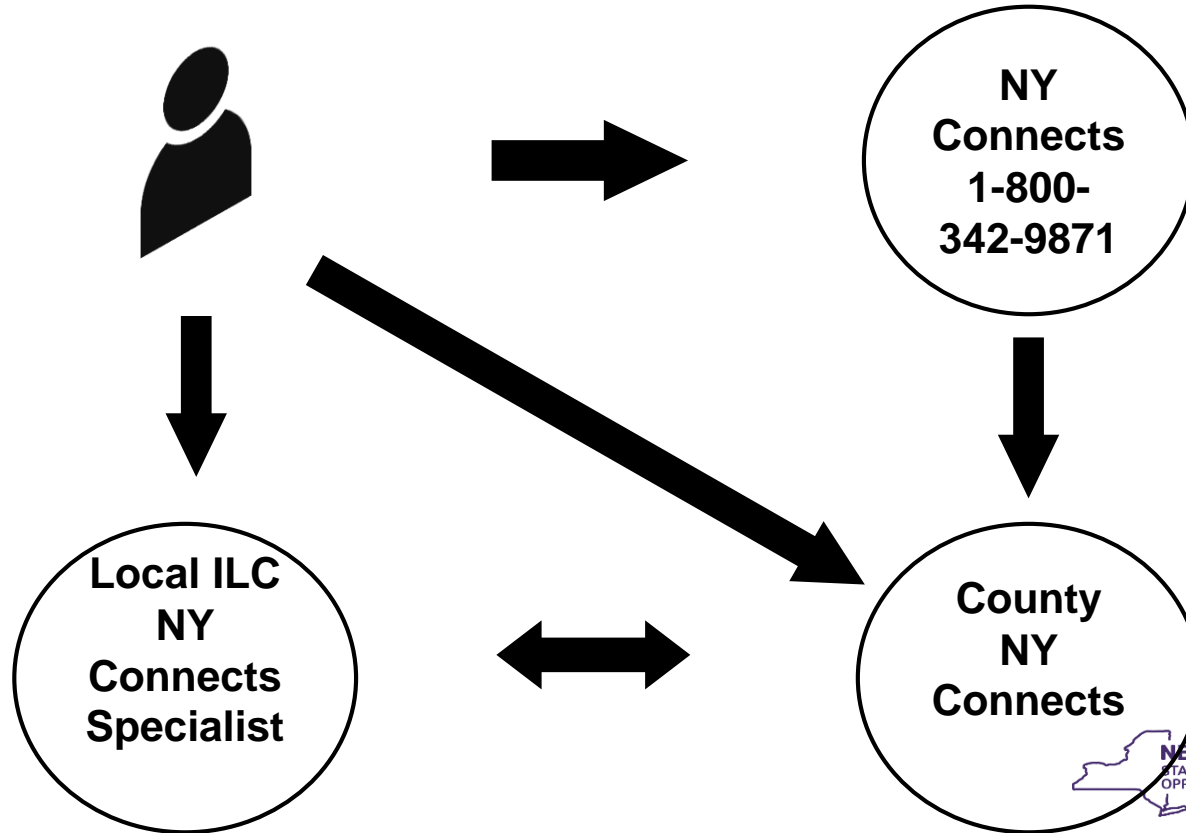 NY
Connects
1-800-
342-9871
Local ILC
NY
Connects
Specialist
County
NY
Connects